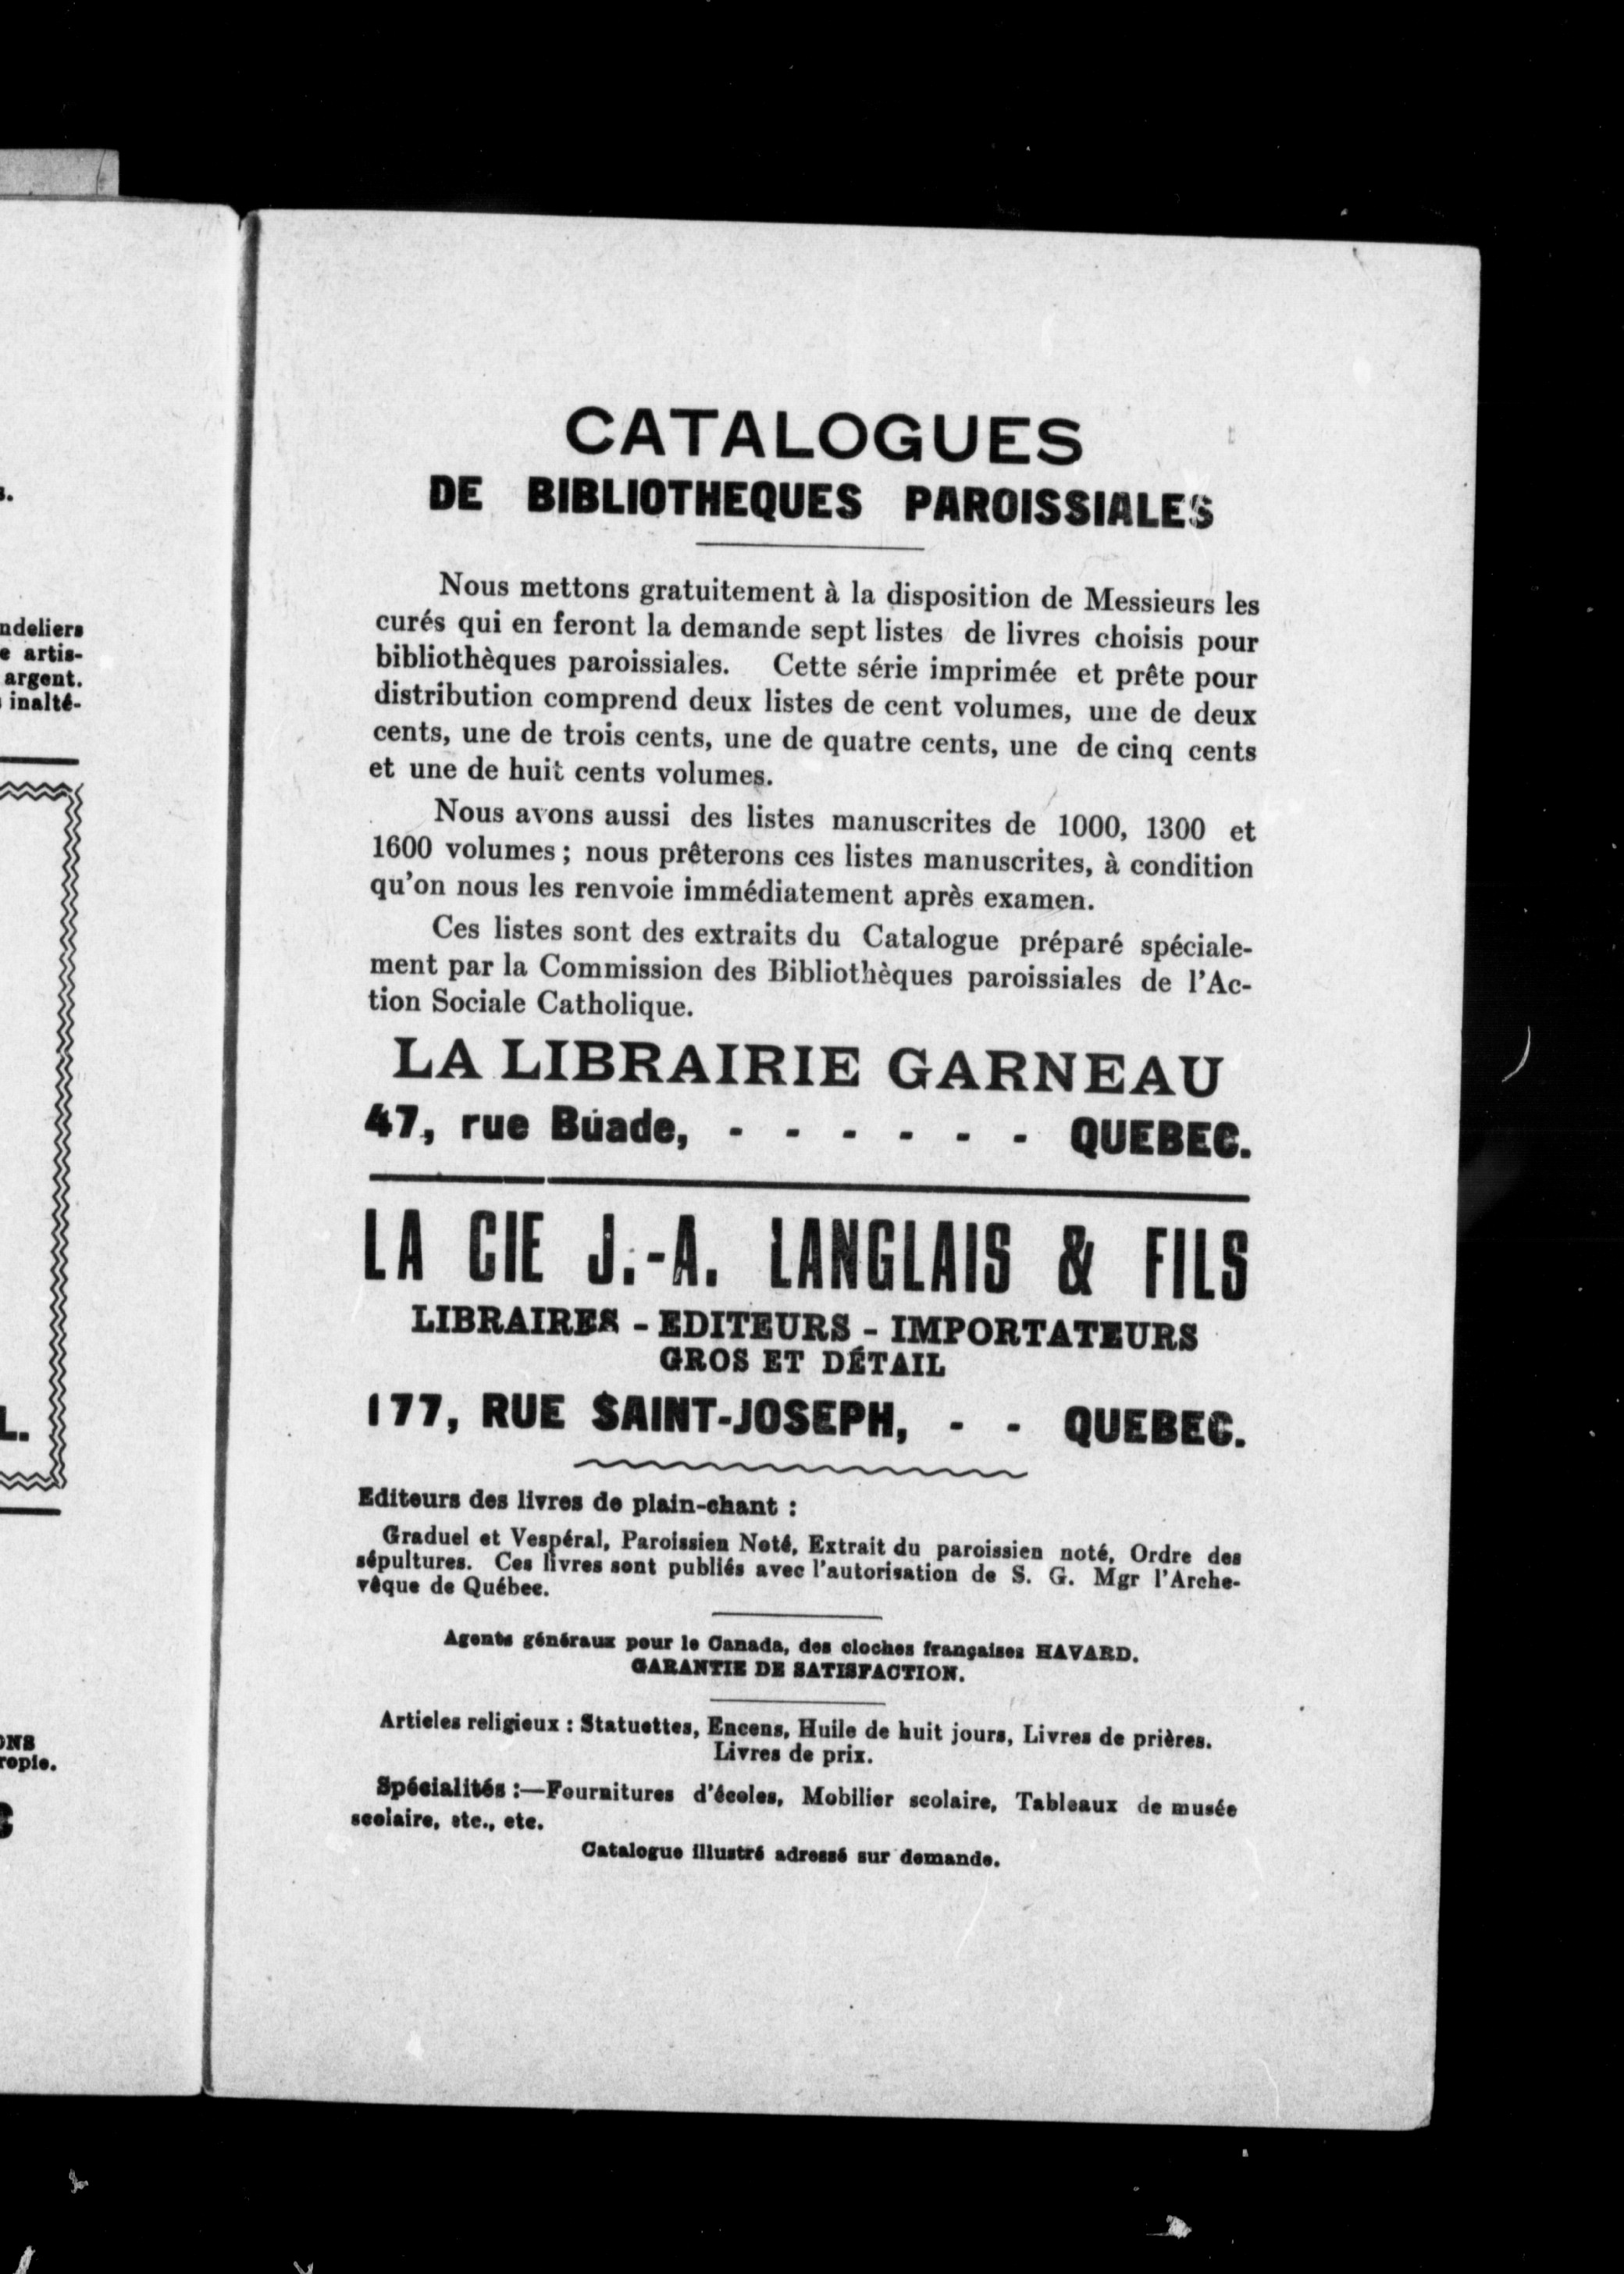 s.
ndeliers
e artis-
argent.
inalté-
L.
ONS
ropie.
CATALOGUES
DE BIBLIOTHEQUES PAROISSIALES
Nous mettons gratuitement à la disposition de Messieurs les
curés qui en feront la demande sept listes de livres choisis pour
bibliothèques paroissiales. Cette série imprimée et prête pour
distribution comprend deux listes de cent volumes, une de deux
cents, une de trois cents, une de quatre cents, une de cinq cents
et une de huit cents volumes.
Nous avons aussi des listes manuscrites de 1000, 1300 et
1600 volumes ; nous prêterons ces listes manuscrites, à condition
qu'on nous les renvoie immédiatement après examen.
Ces listes sont des extraits du Catalogue préparé spéciale-
ment par la Commission des Bibliothèques paroissiales de l'Ac-
tion Sociale Catholique.
LA LIBRAIRIE GARNEAU
47, rue Buade, - - - - - - QUEBEC.
LA CIE J.-A. LANGLAIS & FILS
LIBRAIRES - EDITEURS - IMPORTATEURS
GROS ET DÉTAIL
177, RUE SAINT-JOSEPH, - - QUEBEC.
Editeurs des livres de plain-chant :
Graduel et Vespéral, Paroissien Noté, Extrait du paroissien noté, Ordre des
sépultures. Ces livres sont publiés avec l'autorisation de S. G. Mgr l'Arche-
vêque de Québec.
Agents généraux pour le Canada, des cloches françaises HAVARD.
GARANTIE DE SATISFACTION.
Articles religieux : Statuettes, Encens, Huile de huit jours, Livres de prières.
Livres de prix.
Spécialités :—Fournitures d'écoles, Mobilier scolaire, Tableaux de musée
scolaire, etc., etc.
Catalogue illustré adressé sur demande.